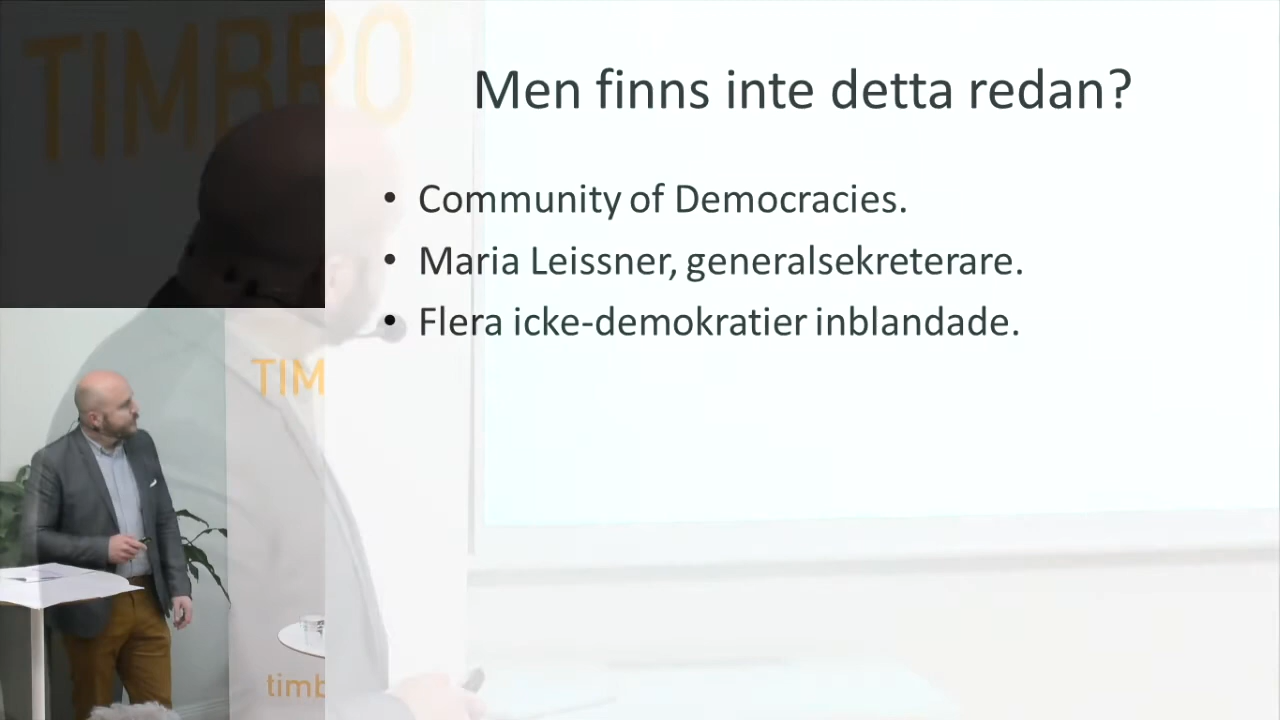 TIMBRO
Men finns inte detta redan?
• Community of Democracies.
• Maria Leissner, generalsekreterare.
• Flera icke-demokratier inblandade.
TIM
timb